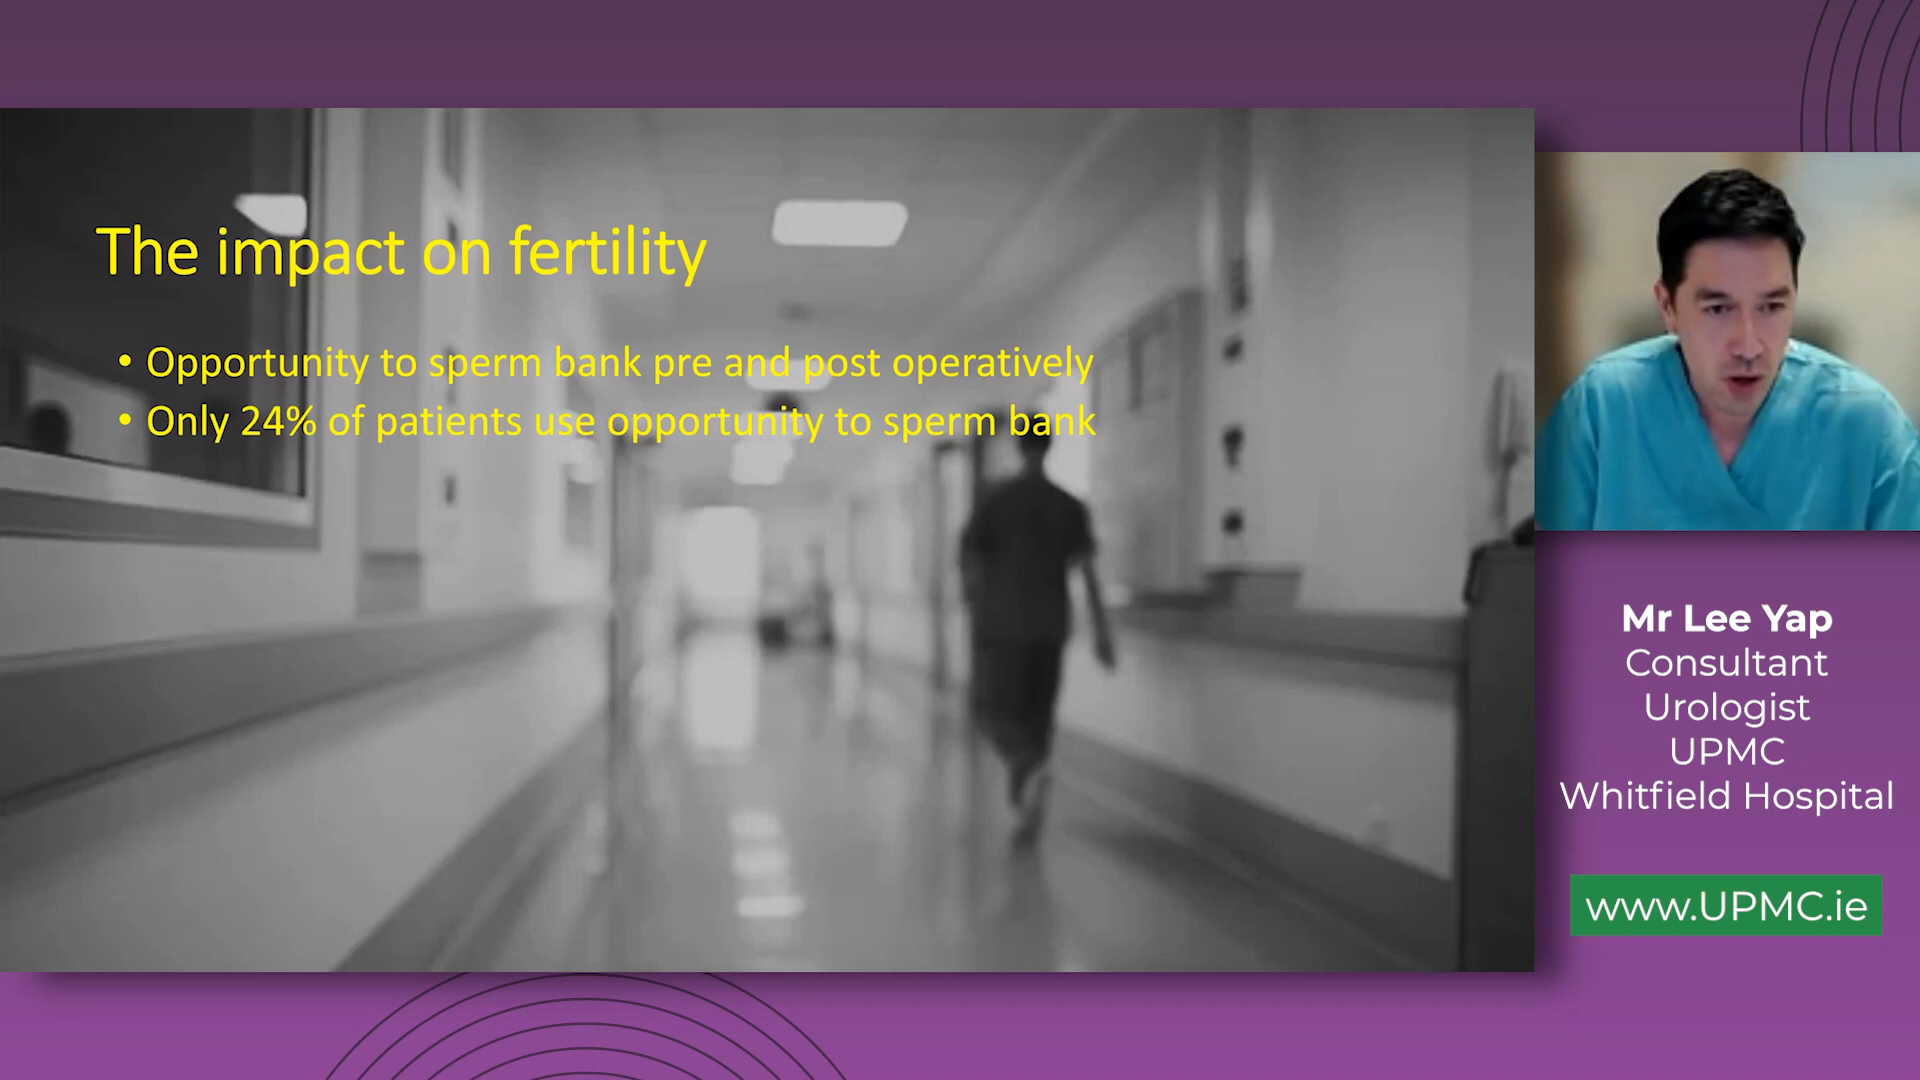 The impact on fertility
• Opportunity to sperm bank pre and post operatively
• Only 24% of patients use opportunity to sperm bank
Mr Lee Yap
Consultant
Urologist
UPMC
Whitfield Hospital
www.UPMC.ie